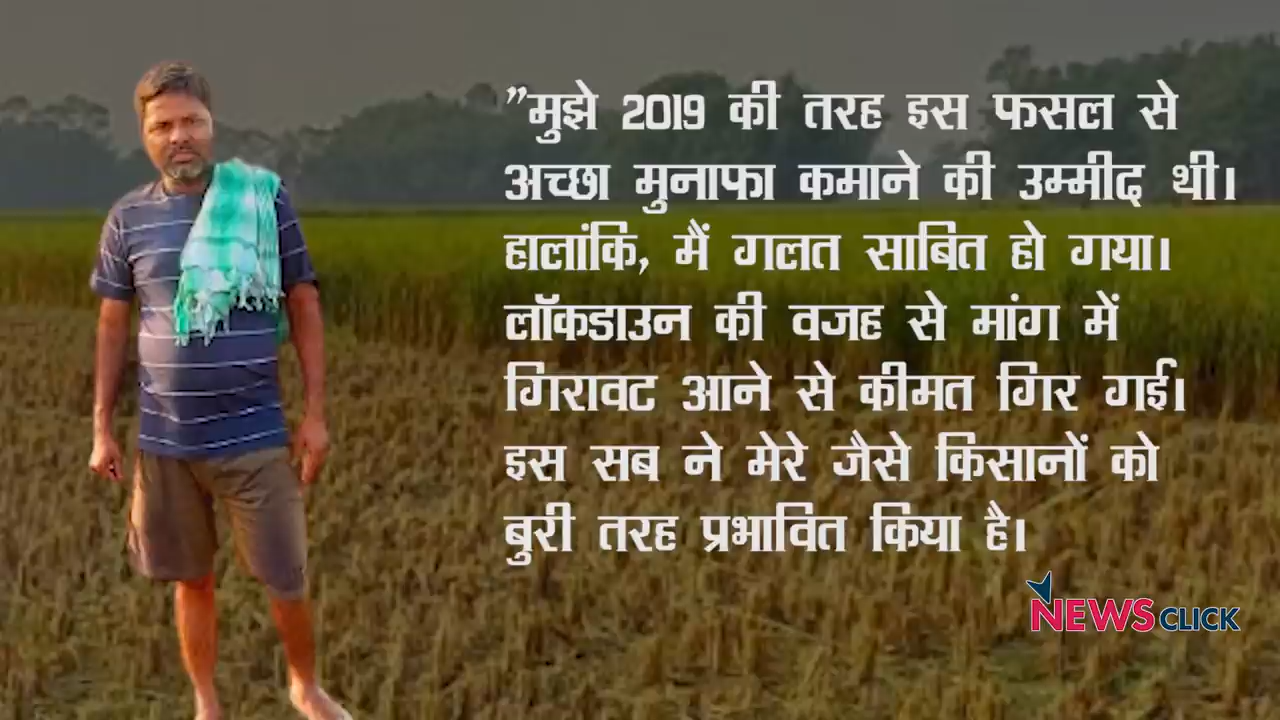 "मुझे 2019 की तरह इस फसल से
अच्छा मुनाफा कमाने की उम्मीद थी।
हालांकि, मैं गलत साबित हो गया।
लॉकडाउन की वजह से मांग में
गिरावट आने से कीमत गिर गई।
इस सब ने मेरे जैसे किसानों को
बुरी तरह प्रभावित किया है।
NEWSCLICK